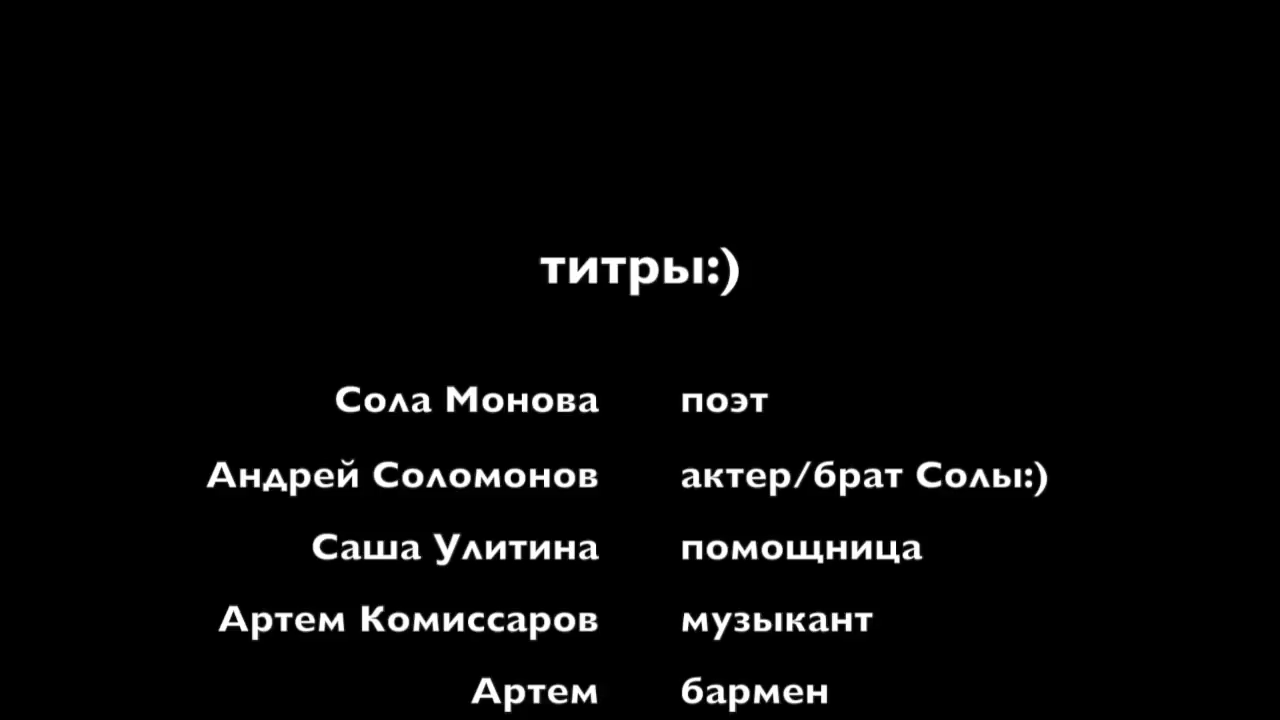 титры:)
Сола Монова поэт
Андрей Соломонов актер/брат Солы:)
Саша Улитина помощница
Артем Комиссаров музыкант
Артем бармен